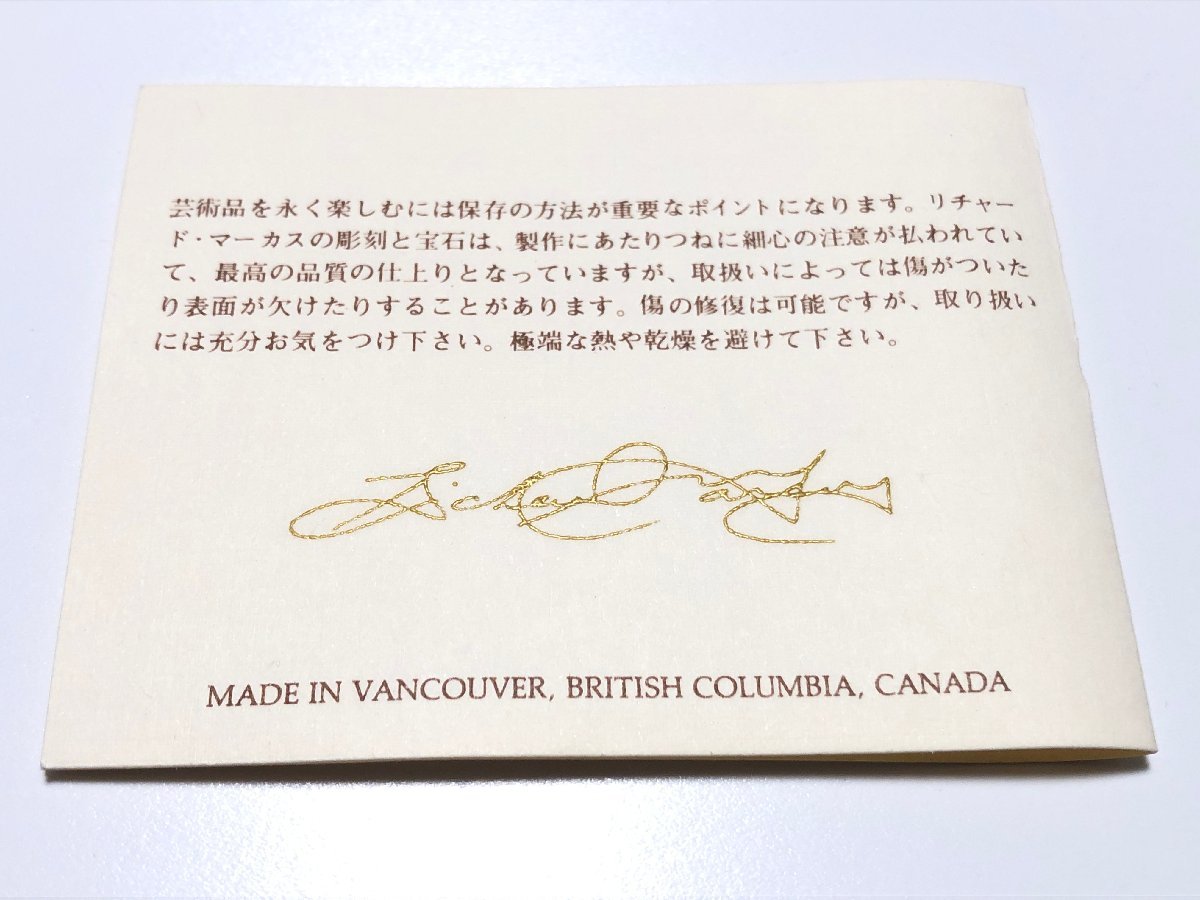 芸術品を永く楽しむには保存の方法が重要なポイントになります。リチャー
ド・マーカスの彫刻と宝石は、製作にあたりつねに細心の注意が払われてい
て、最高の品質の仕上りとなっていますが、取扱いによっては傷がついた
り表面が欠けたりすることがあります。傷の修復は可能ですが、取り扱い
には充分お気をつけ下さい。極端な熱や乾燥を避けて下さい。
MADE IN VANCOUVER, BRITISH COLUMBIA, CANADA